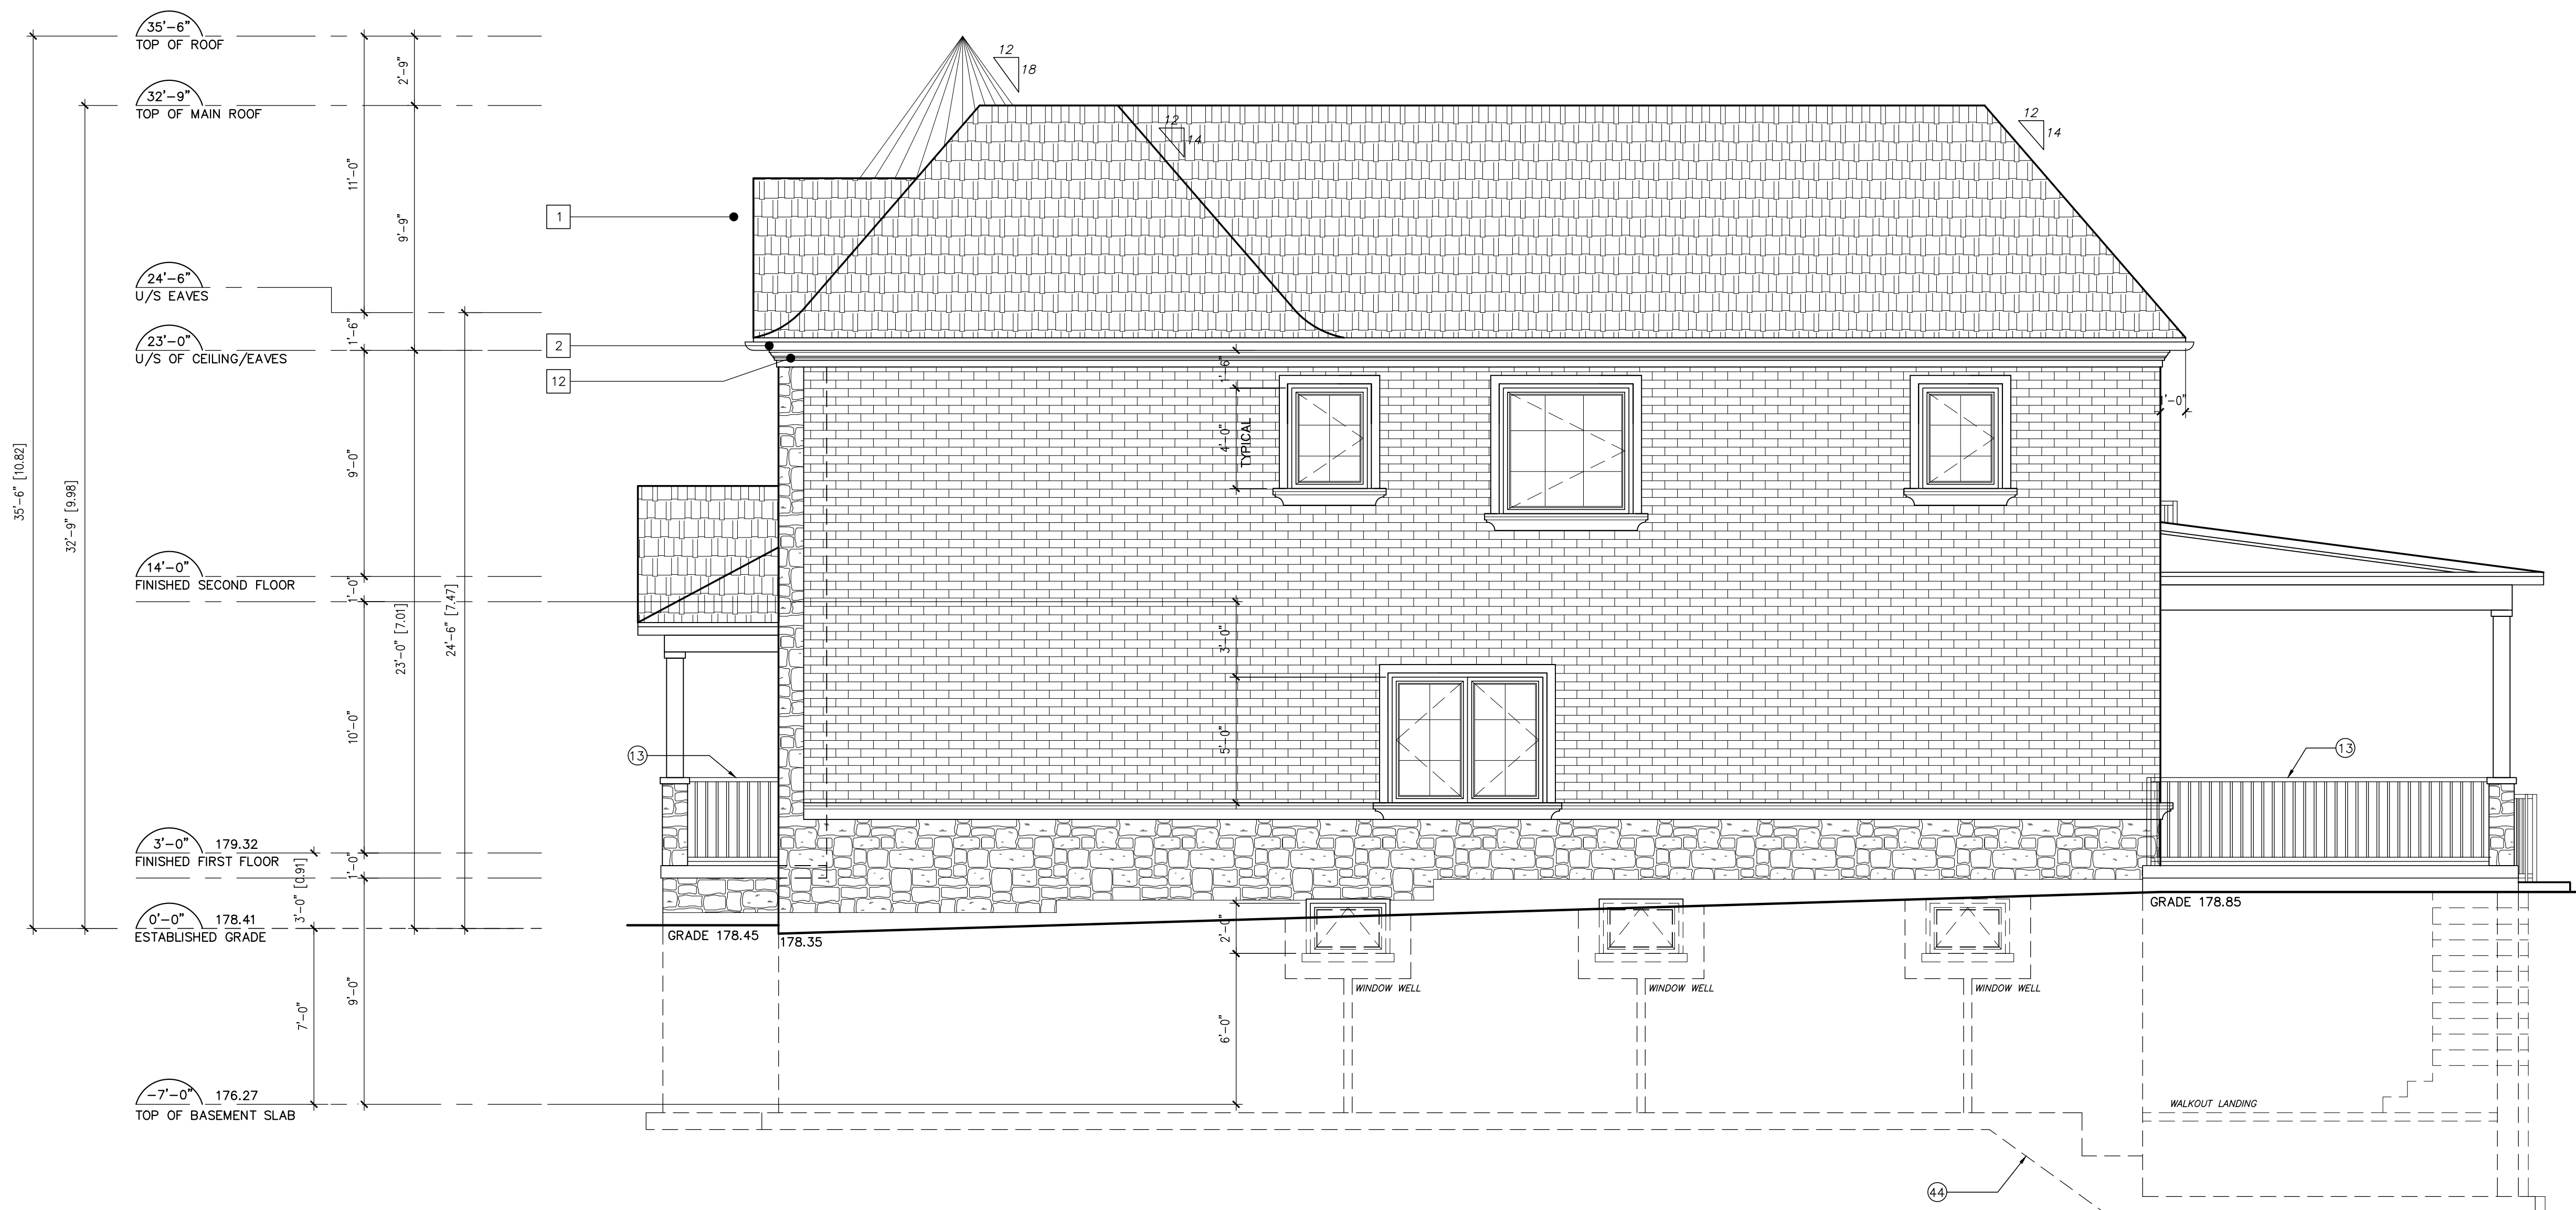 35'-6"
TOP OF ROOF
32'-9"
TOP OF MAIN ROOF
24'-6"
U/S EAVES
23'-0"
U/S OF CEILING/EAVES
14'-0"
FINISHED SECOND FLOOR
3'-0" 179.32
FINISHED FIRST FLOOR
0'-0" 178.41
ESTABLISHED GRADE
-7'-0" 176.27
TOP OF BASEMENT SLAB
35'-6" [10.82]
32'-9" [9.98]
3'-0" [0.91]
7'-0"
11'-0"
1'-6"
9'-0"
1'-0"
10'-0"
1'-0"
9'-0"
2'-9"
9'-9"
23'-0" [7.01]
24'-6" [7.47]
1
2
12
12
18
12
14
12
14
1'-6"
4'-0"
TYPICAL
3'-0"
5'-0"
2'-0"
6'-0"
1'-0"
13
13
GRADE 178.45
178.35
GRADE 178.85
WINDOW WELL
WINDOW WELL
WINDOW WELL
WALKOUT LANDING
44